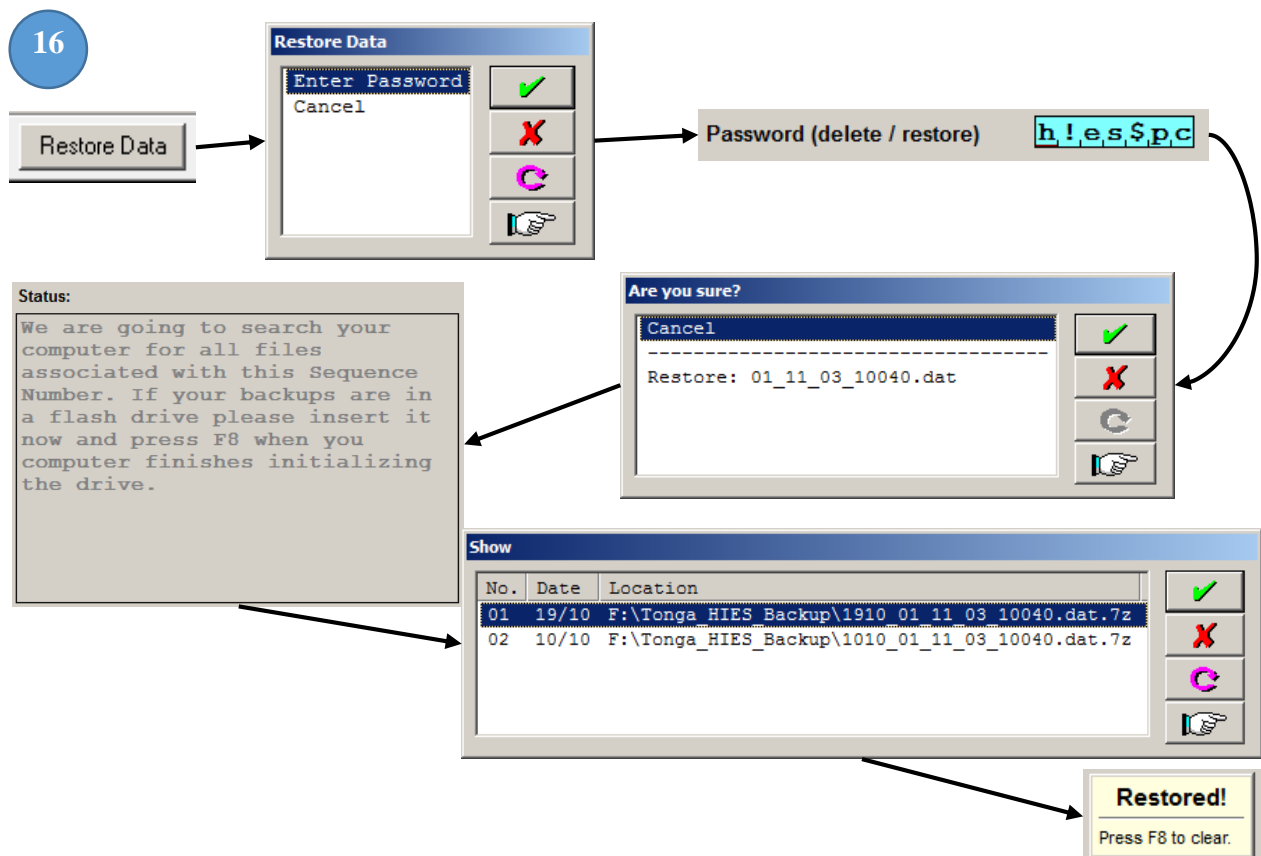 16
Restore Data
Restore Data
Enter Password
Cancel
Password (delete / restore) h!es$pc
Are you sure?
Cancel
-----------------------------------
Restore: 01_11_03_10040.dat
Status:
We are going to search your
computer for all files
associated with this Sequence
Number. If your backups are in
a flash drive please insert it
now and press F8 when you
computer finishes initializing
the drive.
Show
No. Date Location
01 19/10 F:\Tonga_HIES_Backup\1910_01_11_03_10040.dat.7z
02 10/10 F:\Tonga_HIES_Backup\1010_01_11_03_10040.dat.7z
Restored!
Press F8 to clear.